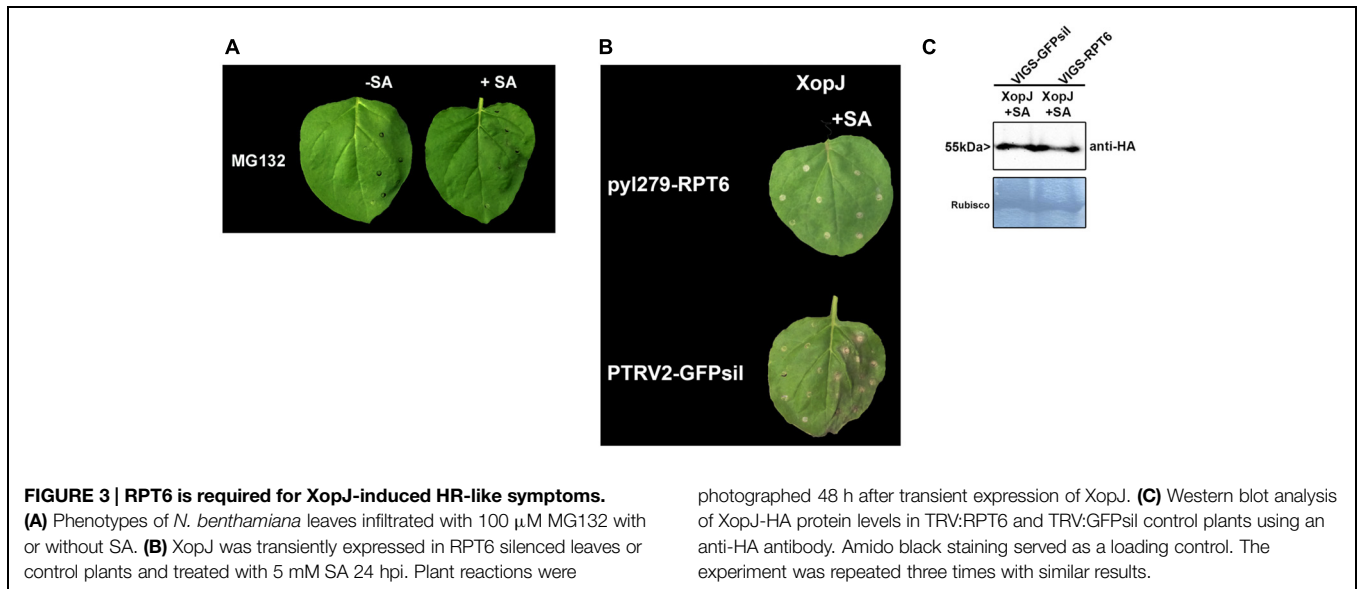 A
-SA
+ SA
MG132
B
XopJ
+SA
pyl279-RPT6
PTRV2-GFPsil
C
VIGS-GFPsil
VIGS-RPT6
XopJ XopJ
+SA +SA
55kDa>
anti-HA
Rubisco
FIGURE 3 | RPT6 is required for XopJ-induced HR-like symptoms.
(A) Phenotypes of N. benthamiana leaves infiltrated with 100 μM MG132 with
or without SA. (B) XopJ was transiently expressed in RPT6 silenced leaves or
control plants and treated with 5 mM SA 24 hpi. Plant reactions were
photographed 48 h after transient expression of XopJ. (C) Western blot analysis
of XopJ-HA protein levels in TRV:RPT6 and TRV:GFPsil control plants using an
anti-HA antibody. Amido black staining served as a loading control. The
experiment was repeated three times with similar results.